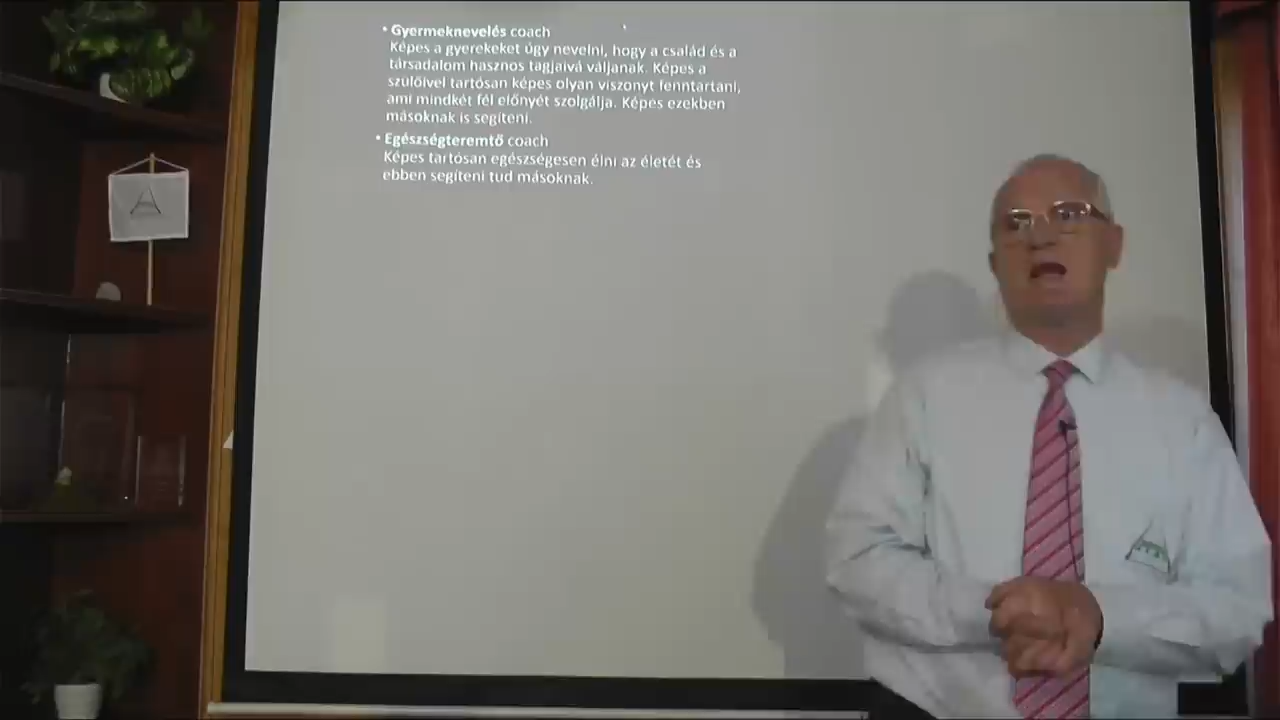 • Gyermeknevelés coach
Képes a gyerekeket úgy nevelni, hogy a család és a
társadalom hasznos tagjaivá váljanak. Képes a
szülőivel tartósan képes olyan viszonyt fenntartani,
ami mindkét fél előnyét szolgálja. Képes ezekben
másoknak is segíteni.
• Egészségteremtő coach
Képes tartósan egészségesen élni az életét és
ebben segíteni tud másoknak.